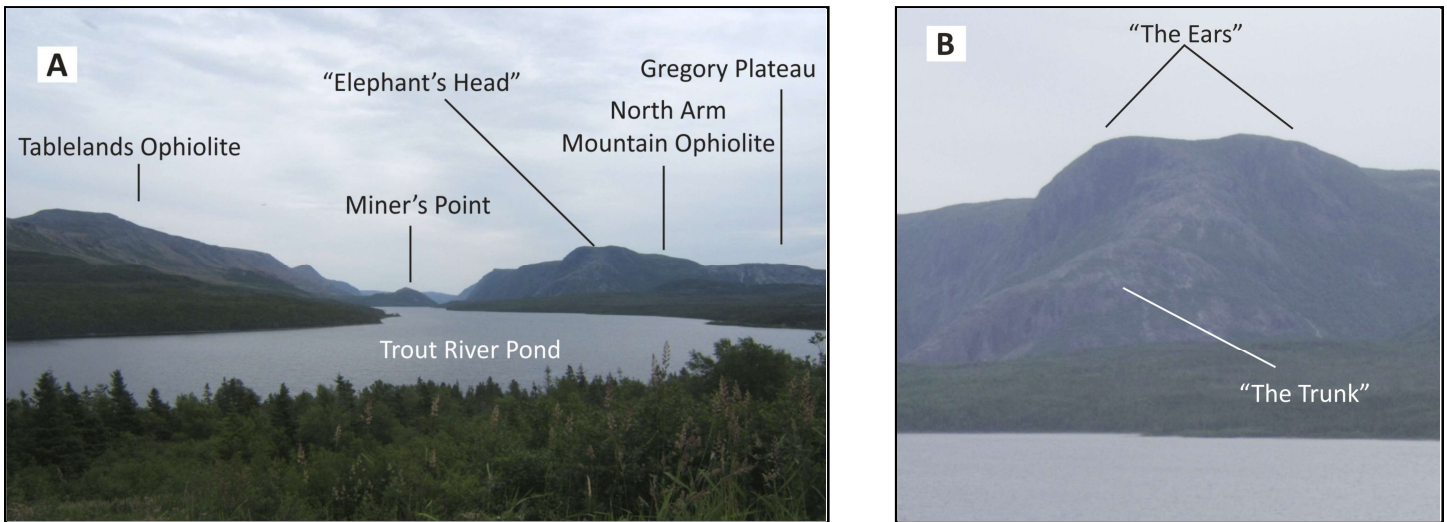 A
"Elephant's Head"
Gregory Plateau
North Arm
Mountain Ophiolite
Tablelands Ophiolite
Miner's Point
Trout River Pond
B
"The Ears"
"The Trunk"